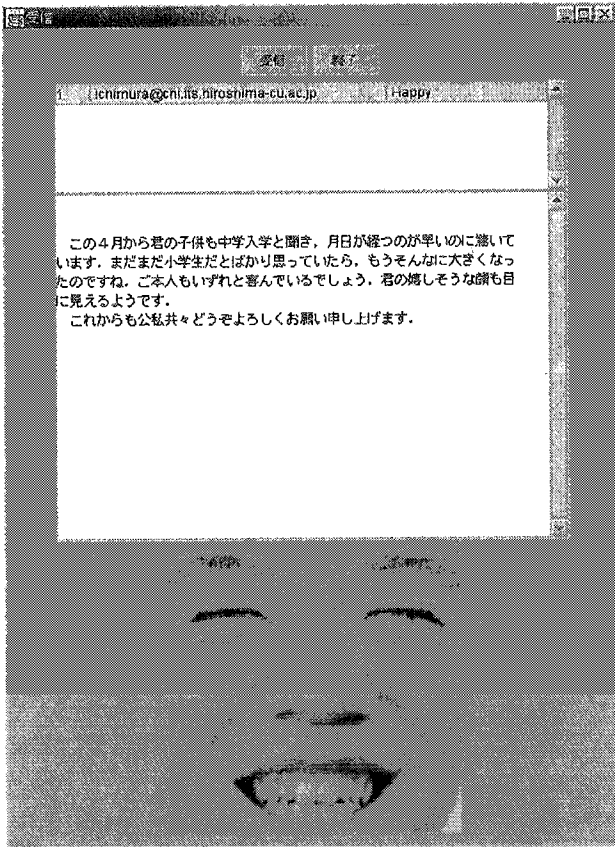 受信
受信 終了
1 ichimura@cni.its.hiroshima-cu.ac.jp Happy
この4月から君の子供も中学入学と聞き，月日が経つのが早いのに驚いて
います．まだまだ小学生だとばかり思っていたら，もうそんなに大きくなっ
たのですね．ご本人もいずれと喜んでいるでしょう．君の嬉しそうな顔も目
に見えるようです．
これからも公私共々どうぞよろしくお願い申し上げます．